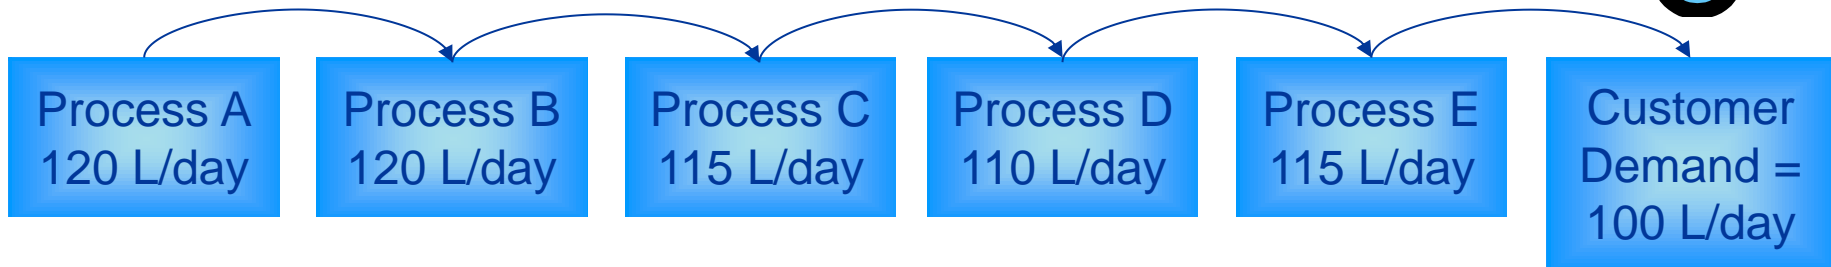 Process A
120 L/day
Process B
120 L/day
Process C
115 L/day
Process D
110 L/day
Process E
115 L/day
Customer
Demand =
100 L/day